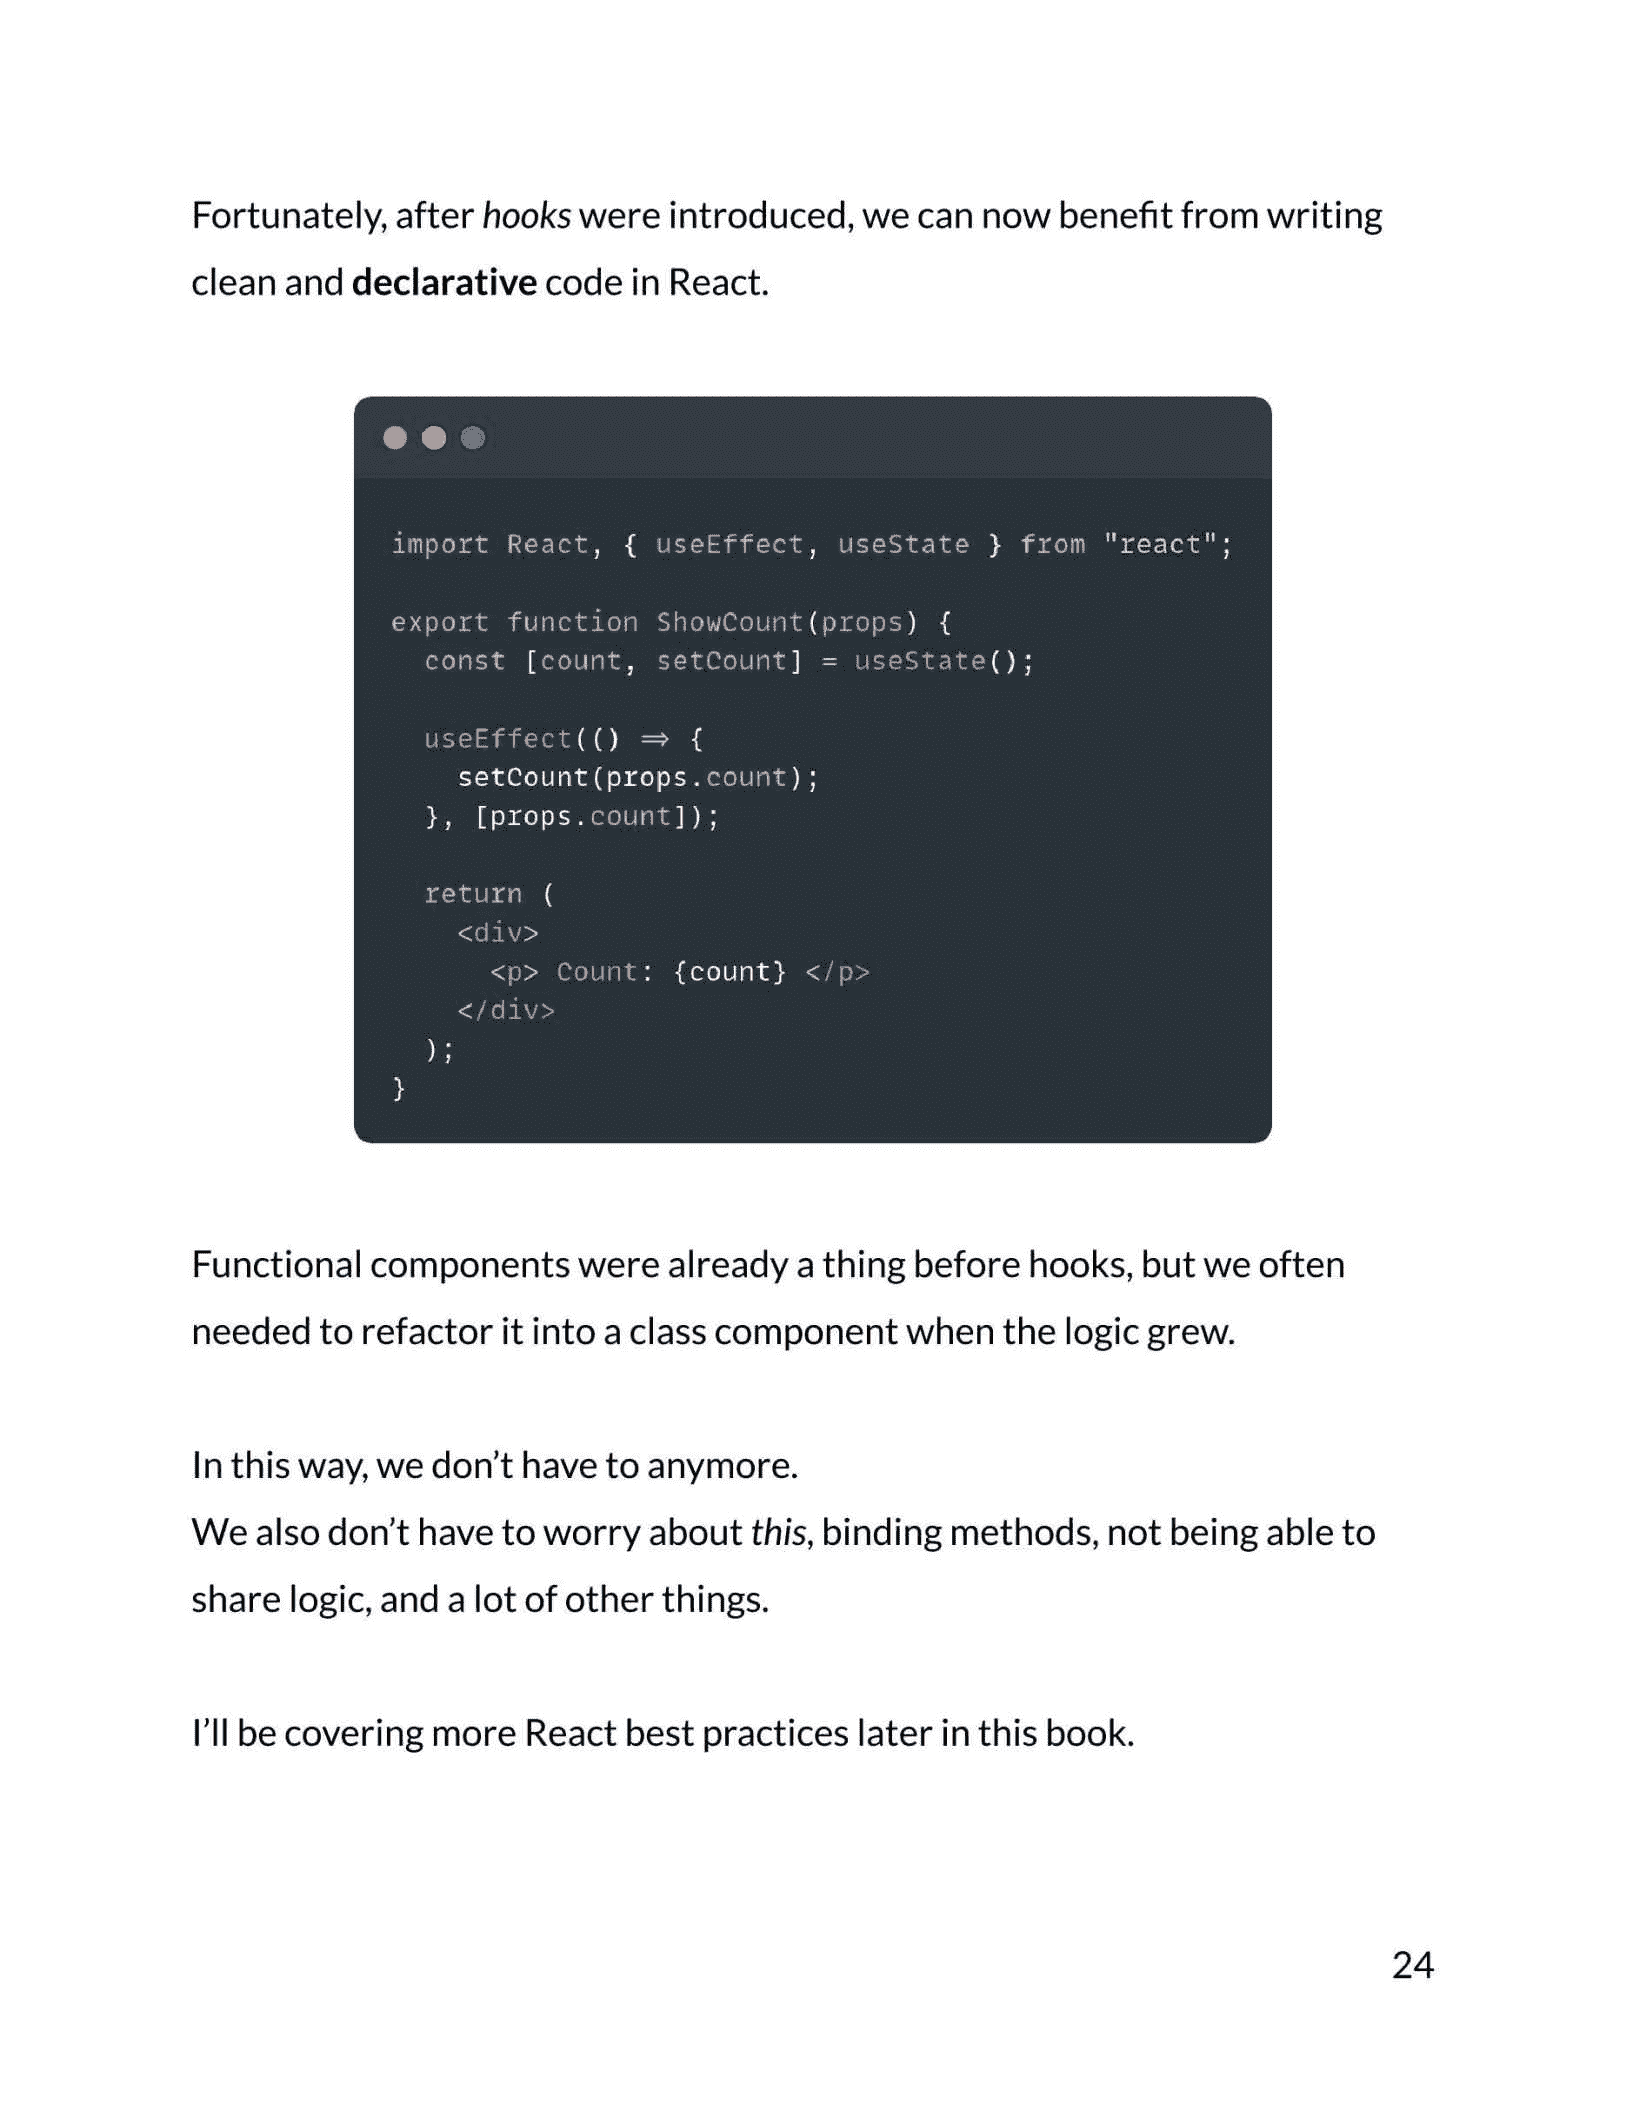 Fortunately, after hooks were introduced, we can now benefit from writing
clean and declarative code in React.
import React, { useEffect, useState } from "react";
export function ShowCount(props) {
  const [count, setCount] = useState();
  useEffect(() ⇒ {
    setCount(props.count);
  }, [props.count]);
  return (
    <div>
      <p> Count: {count} </p>
    </div>
  );
}
Functional components were already a thing before hooks, but we often
needed to refactor it into a class component when the logic grew.
In this way, we don’t have to anymore.
We also don’t have to worry about this, binding methods, not being able to
share logic, and a lot of other things.
I’ll be covering more React best practices later in this book.
24